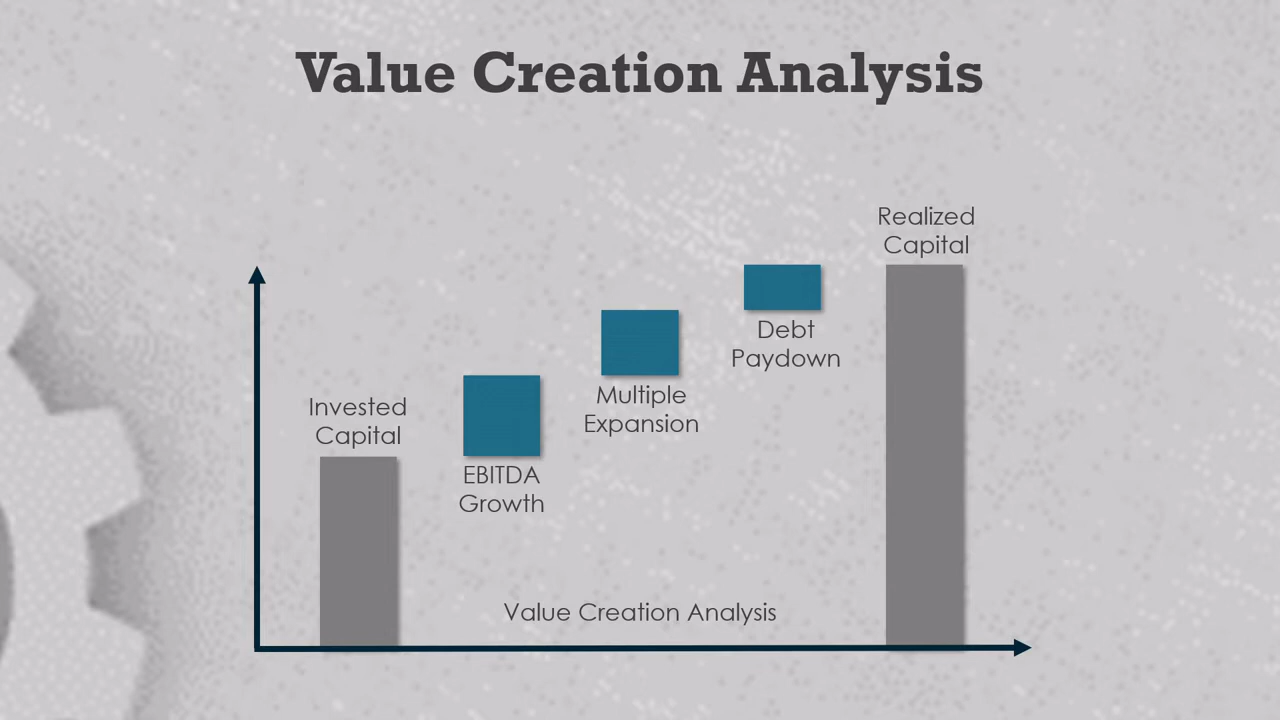 Value Creation Analysis
Realized
Capital
Debt
Paydown
Multiple
Expansion
Invested
Capital
EBITDA
Growth
Value Creation Analysis